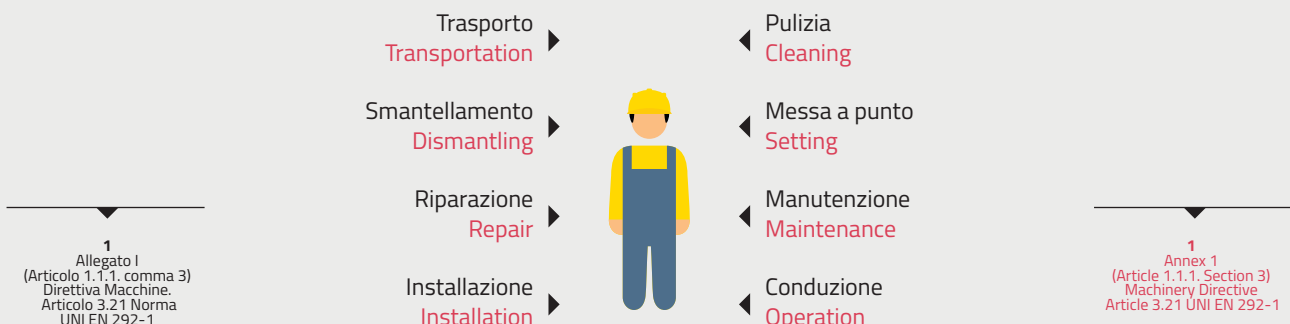 Trasporto
Transportation
Smantellamento
Dismantling
Riparazione
Repair
Installazione
Installation
Pulizia
Cleaning
Messa a punto
Setting
Manutenzione
Maintenance
Conduzione
Operation
1
Allegato I
(Articolo 1.1.1. comma 3)
Direttiva Macchine.
Articolo 3.21 Norma
UNI EN 292-1
1
Annex 1
(Article 1.1.1. Section 3)
Machinery Directive
Article 3.21 UNI EN 292-1